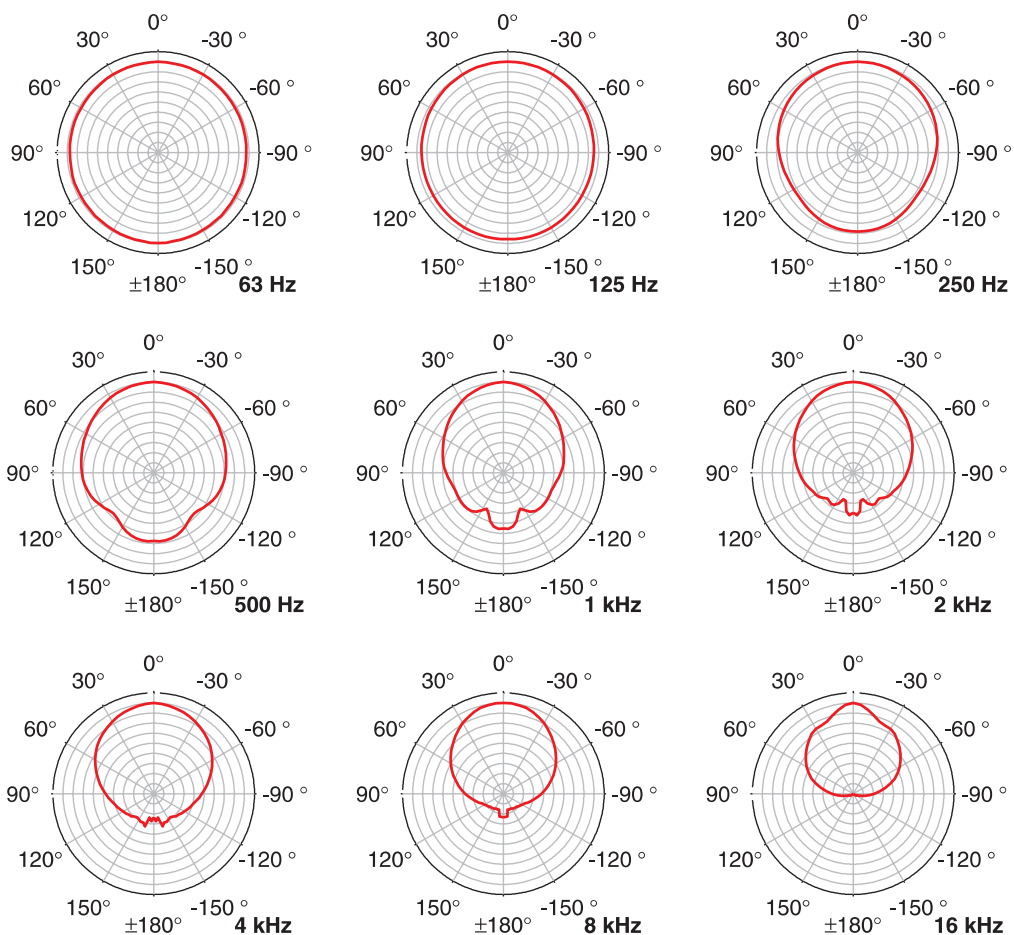 0° 0° 0°
30° -30 ° 30° -30 ° 30° -30 °
60° -60 ° 60° -60 ° 60° -60 °
90° -90 ° 90° -90 ° 90° -90 °
120° -120 ° 120° -120 ° 120° -120 °
150° -150 ° 150° -150 ° 150° -150 °
±180° 63 Hz ±180° 125 Hz ±180° 250 Hz
0° 0° 0°
30° -30 ° 30° -30 ° 30° -30 °
60° -60 ° 60° -60 ° 60° -60 °
90° -90 ° 90° -90 ° 90° -90 °
120° -120 ° 120° -120 ° 120° -120 °
150° -150 ° 150° -150 ° 150° -150 °
±180° 500 Hz ±180° 1 kHz ±180° 2 kHz
0° 0° 0°
30° -30 ° 30° -30 ° 30° -30 °
60° -60 ° 60° -60 ° 60° -60 °
90° -90 ° 90° -90 ° 90° -90 °
120° -120 ° 120° -120 ° 120° -120 °
150° -150 ° 150° -150 ° 150° -150 °
±180° 4 kHz ±180° 8 kHz ±180° 16 kHz